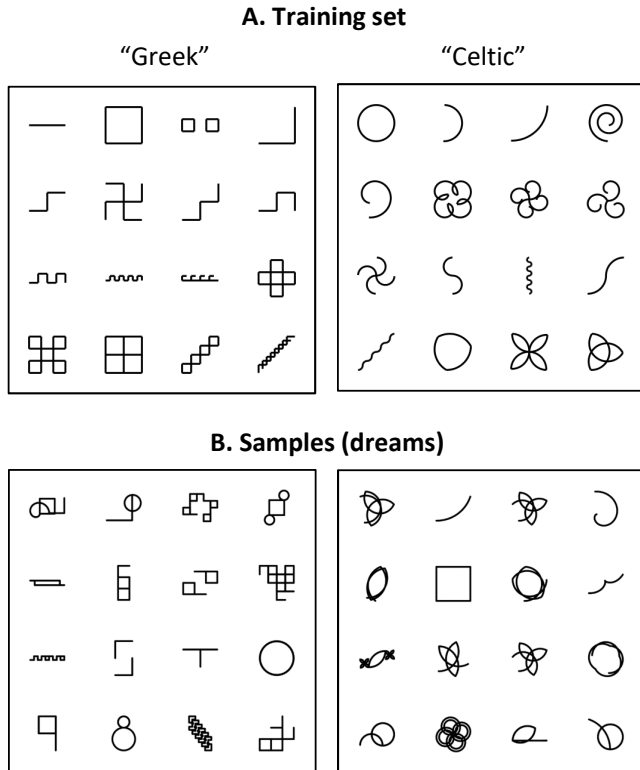 A. Training set
“Greek” “Celtic”
B. Samples (dreams)